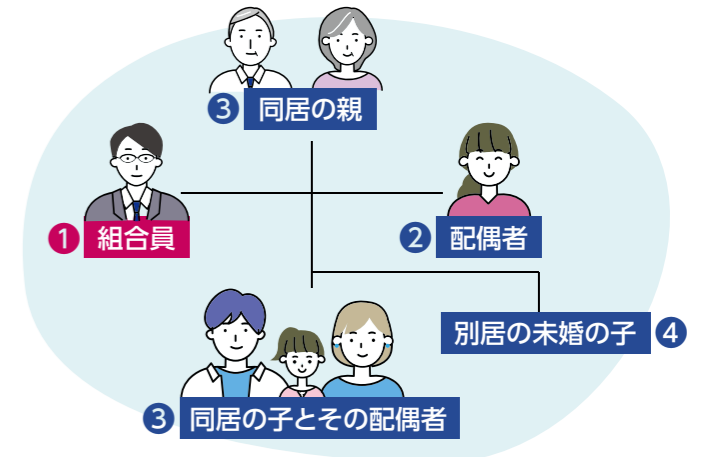 ❸ 同居の親
❶ 組合員
❷ 配偶者
別居の未婚の子 ❹
❸ 同居の子とその配偶者